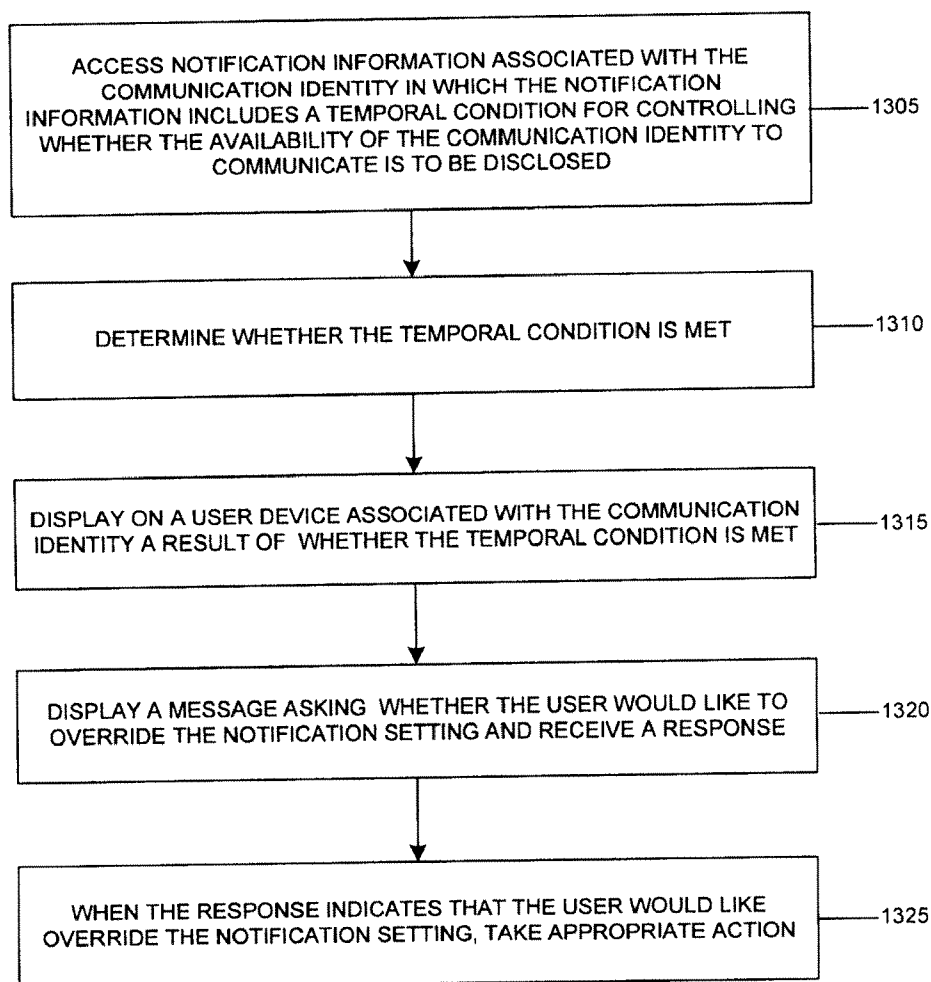 ACCESS NOTIFICATION INFORMATION ASSOCIATED WITH THE
COMMUNICATION IDENTITY IN WHICH THE NOTIFICATION
INFORMATION INCLUDES A TEMPORAL CONDITION FOR CONTROLLING
WHETHER THE AVAILABILITY OF THE COMMUNICATION IDENTITY TO
COMMUNICATE IS TO BE DISCLOSED
1305
DETERMINE WHETHER THE TEMPORAL CONDITION IS MET
1310
DISPLAY ON A USER DEVICE ASSOCIATED WITH THE COMMUNICATION
IDENTITY A RESULT OF WHETHER THE TEMPORAL CONDITION IS MET
1315
DISPLAY A MESSAGE ASKING WHETHER THE USER WOULD LIKE TO
OVERRIDE THE NOTIFICATION SETTING AND RECEIVE A RESPONSE
1320
WHEN THE RESPONSE INDICATES THAT THE USER WOULD LIKE
OVERRIDE THE NOTIFICATION SETTING, TAKE APPROPRIATE ACTION
1325